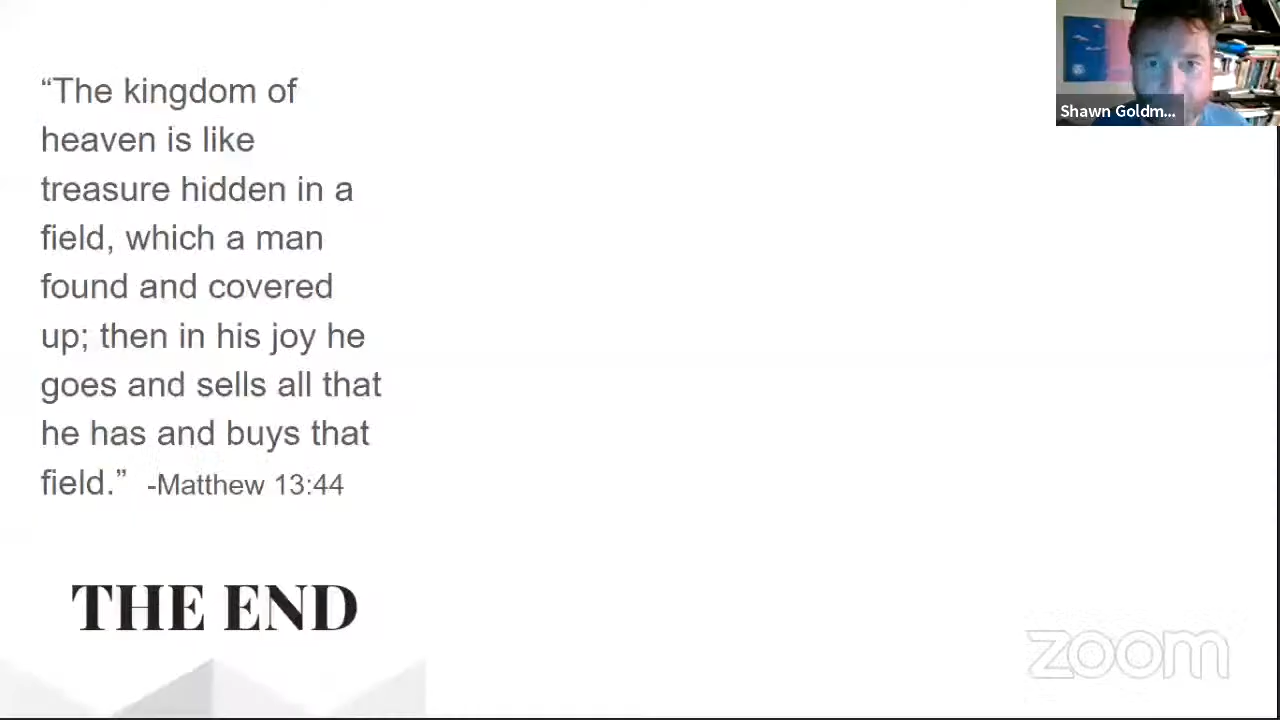 “The kingdom of
heaven is like
treasure hidden in a
field, which a man
found and covered
up; then in his joy he
goes and sells all that
he has and buys that
field.” -Matthew 13:44
THE END
Shawn Goldm...
zoom